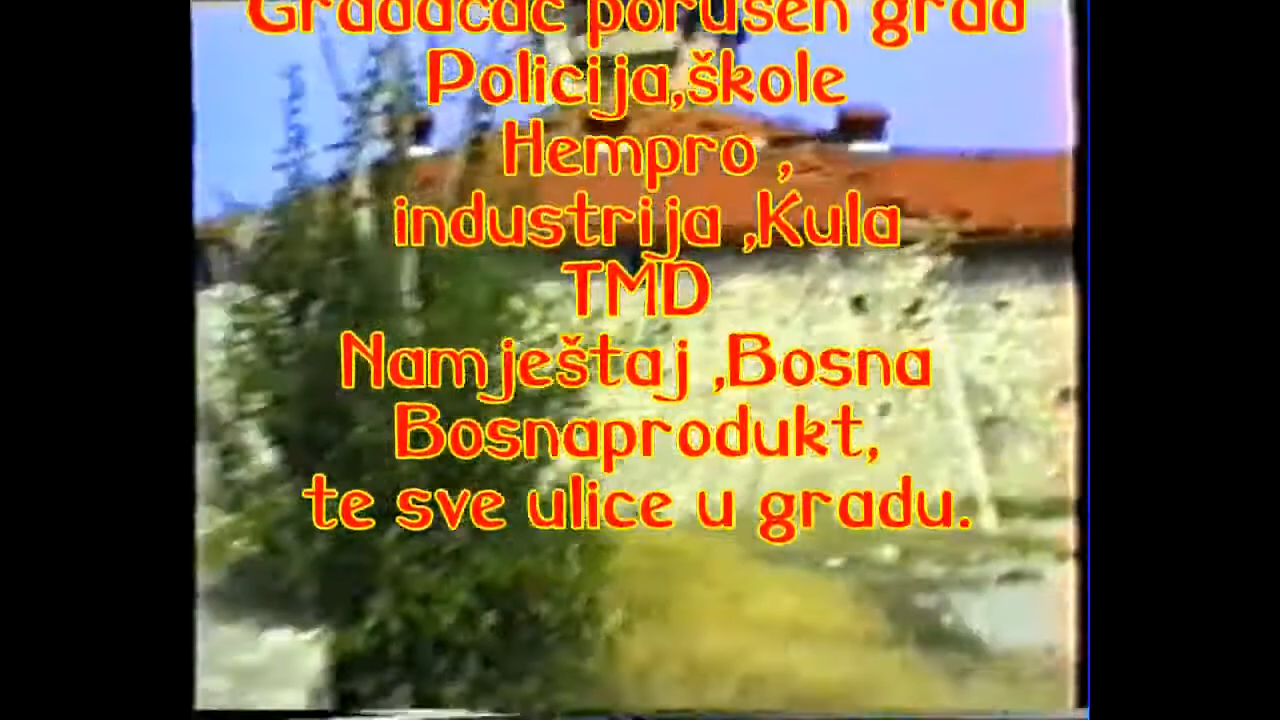 Gradačac porušen grad
Policija,škole
Hempro ,
industrija ,Kula
TMD
Namještaj ,Bosna
Bosnaprodukt,
te sve ulice u gradu.